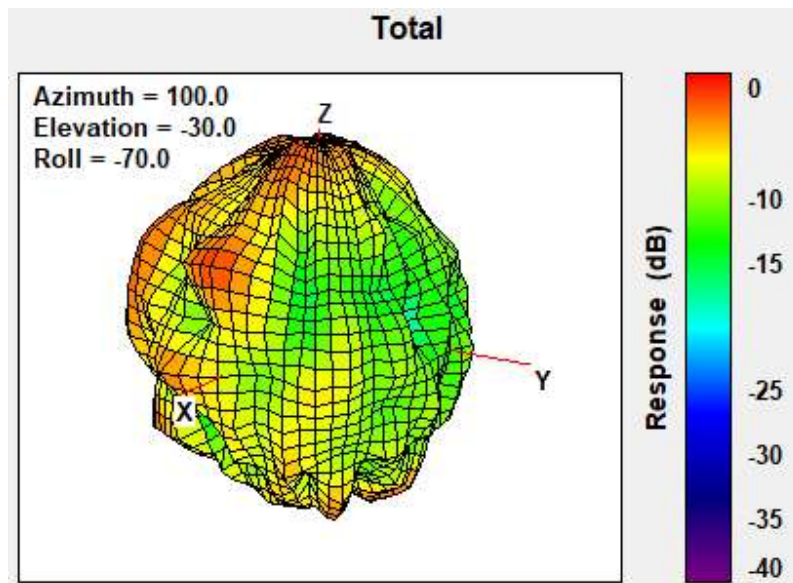 Total
Azimuth = 100.0
Elevation = -30.0
Roll = -70.0
Z
Y
X
Response (dB)
0
-10
-15
-20
-25
-30
-35
-40